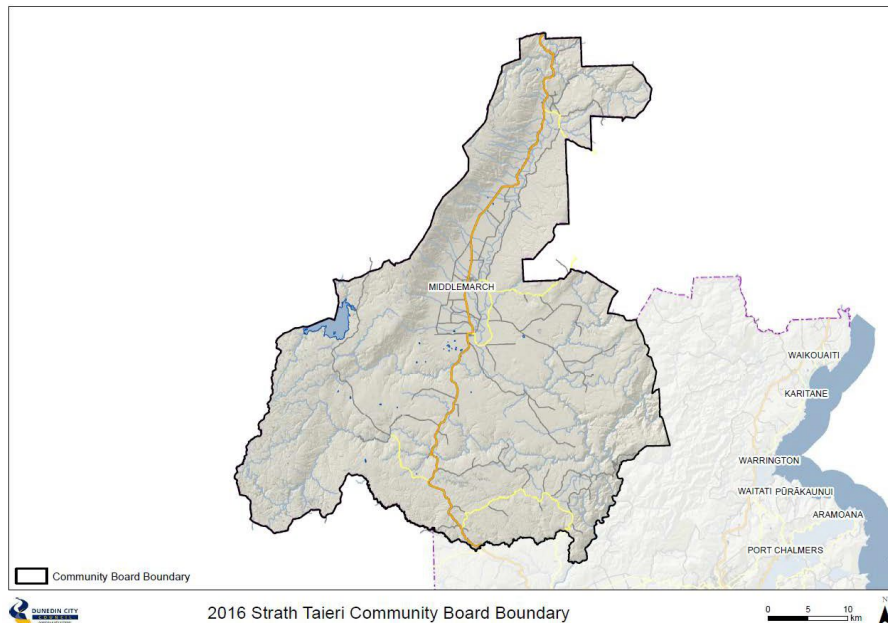 MIDDLEMARCH
WAIKOUAITI
KARITANE
WARRINGTON
WAITATI
PŪRĀKAUNUI
ARAMOANA
PORT CHALMERS
Community Board Boundary
DUNEDIN CITY
COUNCIL
2016 Strath Taieri Community Board Boundary
0 5 10
km
N